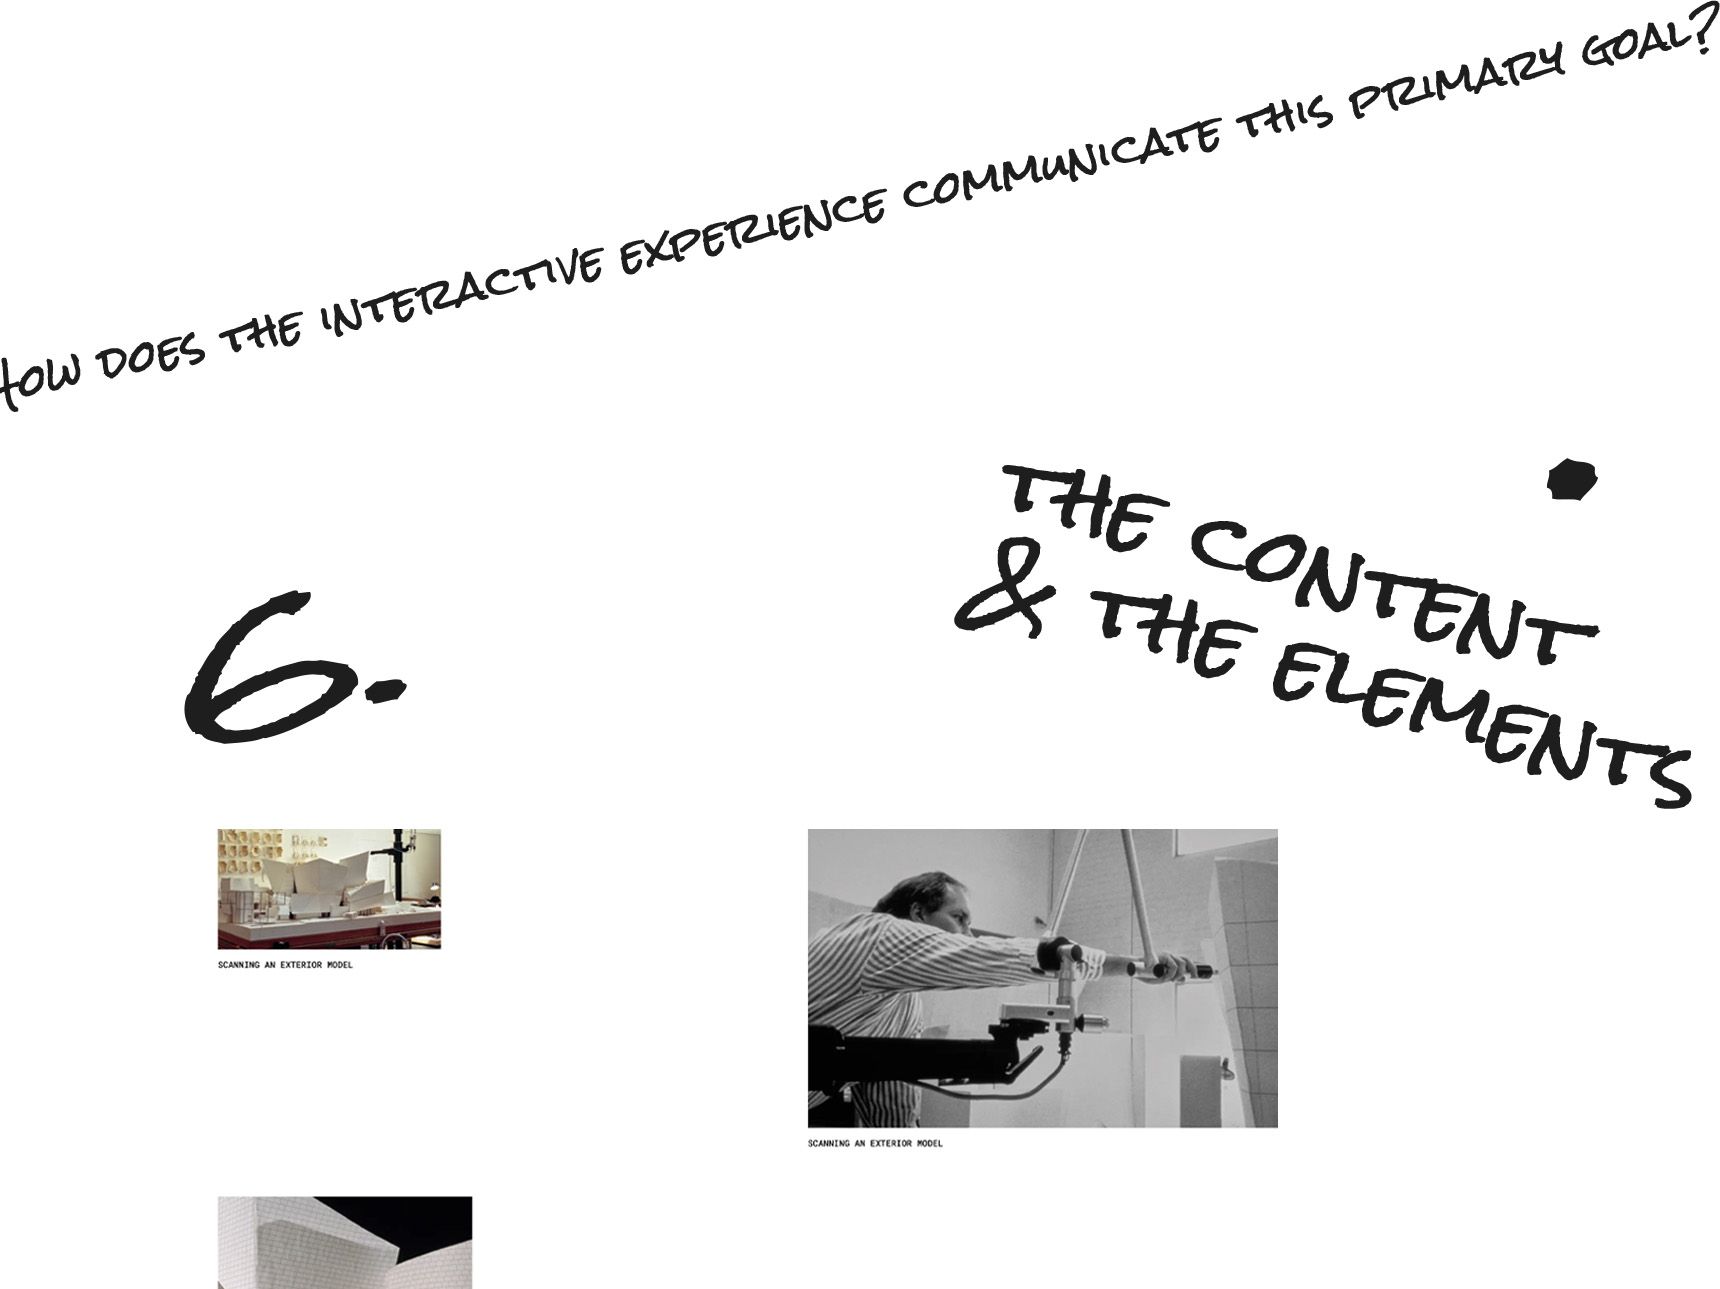 HOW DOES THE INTERACTIVE EXPERIENCE COMMUNICATE THIS PRIMARY GOAL?
THE CONTENT
& THE ELEMENTS
6.
SCANNING AN EXTERIOR MODEL
SCANNING AN EXTERIOR MODEL